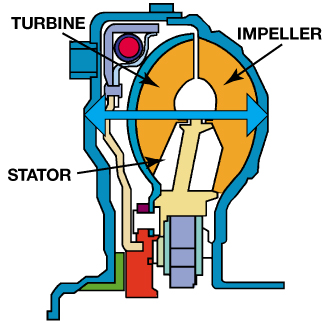 TURBINE
IMPELLER
STATOR